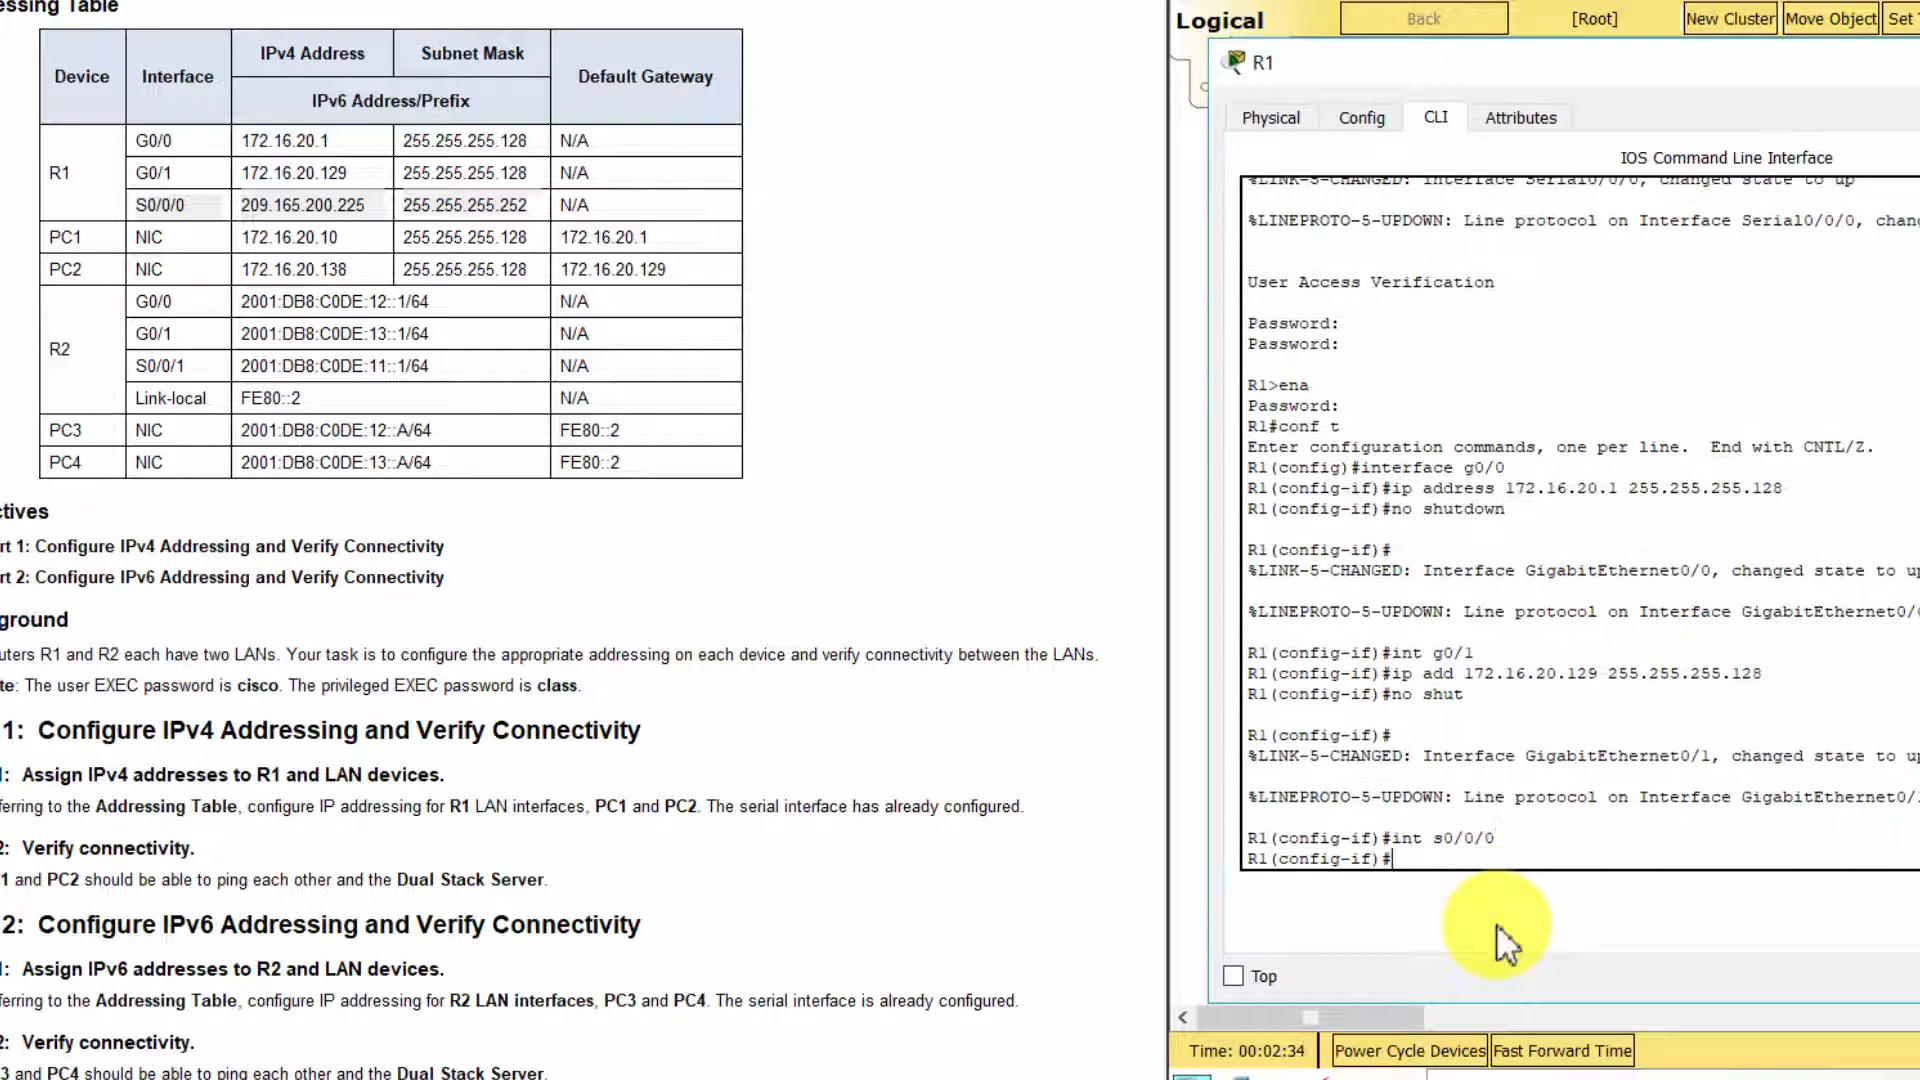 essing Table
Device Interface IPv4 Address Subnet Mask Default Gateway
IPv6 Address/Prefix
R1
G0/0 172.16.20.1 255.255.255.128 N/A
G0/1 172.16.20.129 255.255.255.128 N/A
S0/0/0 209.165.200.225 255.255.255.252 N/A
PC1 NIC 172.16.20.10 255.255.255.128 172.16.20.1
PC2 NIC 172.16.20.138 255.255.255.128 172.16.20.129
R2
G0/0 2001:DB8:C0DE:12::1/64 N/A
G0/1 2001:DB8:C0DE:13::1/64 N/A
S0/0/1 2001:DB8:C0DE:11::1/64 N/A
Link-local FE80::2 N/A
PC3 NIC 2001:DB8:C0DE:12::A/64 FE80::2
PC4 NIC 2001:DB8:C0DE:13::A/64 FE80::2
ctives
rt 1: Configure IPv4 Addressing and Verify Connectivity
rt 2: Configure IPv6 Addressing and Verify Connectivity
ground
uters R1 and R2 each have two LANs. Your task is to configure the appropriate addressing on each device and verify connectivity between the LANs.
te: The user EXEC password is cisco. The privileged EXEC password is class.
1: Configure IPv4 Addressing and Verify Connectivity
: Assign IPv4 addresses to R1 and LAN devices.
ferring to the Addressing Table, configure IP addressing for R1 LAN interfaces, PC1 and PC2. The serial interface has already configured.
2: Verify connectivity.
1 and PC2 should be able to ping each other and the Dual Stack Server.
2: Configure IPv6 Addressing and Verify Connectivity
: Assign IPv6 addresses to R2 and LAN devices.
ferring to the Addressing Table, configure IP addressing for R2 LAN interfaces, PC3 and PC4. The serial interface is already configured.
2: Verify connectivity.
3 and PC4 should be able to ping each other and the Dual Stack Server.
Logical Back [Root] New Cluster Move Object Set
R1
Physical Config CLI Attributes
IOS Command Line Interface
%LINK-5-CHANGED: Interface Serial0/0/0, changed state to up
%LINEPROTO-5-UPDOWN: Line protocol on Interface Serial0/0/0, chang
User Access Verification
Password:
Password:
R1>ena
Password:
R1#conf t
Enter configuration commands, one per line. End with CNTL/Z.
R1(config)#interface g0/0
R1(config-if)#ip address 172.16.20.1 255.255.255.128
R1(config-if)#no shutdown
R1(config-if)#
%LINK-5-CHANGED: Interface GigabitEthernet0/0, changed state to up
%LINEPROTO-5-UPDOWN: Line protocol on Interface GigabitEthernet0/
R1(config-if)#int g0/1
R1(config-if)#ip add 172.16.20.129 255.255.255.128
R1(config-if)#no shut
R1(config-if)#
%LINK-5-CHANGED: Interface GigabitEthernet0/1, changed state to up
%LINEPROTO-5-UPDOWN: Line protocol on Interface GigabitEthernet0/
R1(config-if)#int s0/0/0
R1(config-if)#
Top
Time: 00:02:34 Power Cycle Devices Fast Forward Time